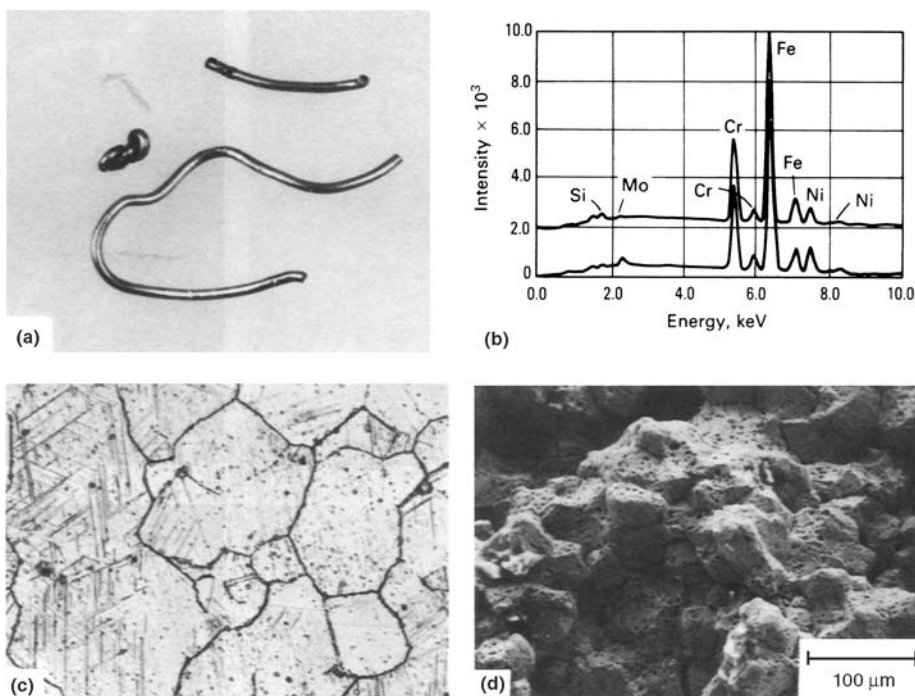 (a)
10.0
8.0
6.0
4.0
2.0
0
Intensity × 10³
Si
Mo
Cr
Cr
Fe
Fe
Ni
Ni
0.0 2.0 4.0 6.0 8.0 10.0
Energy, keV
(b)
(c)
(d)
100 µm